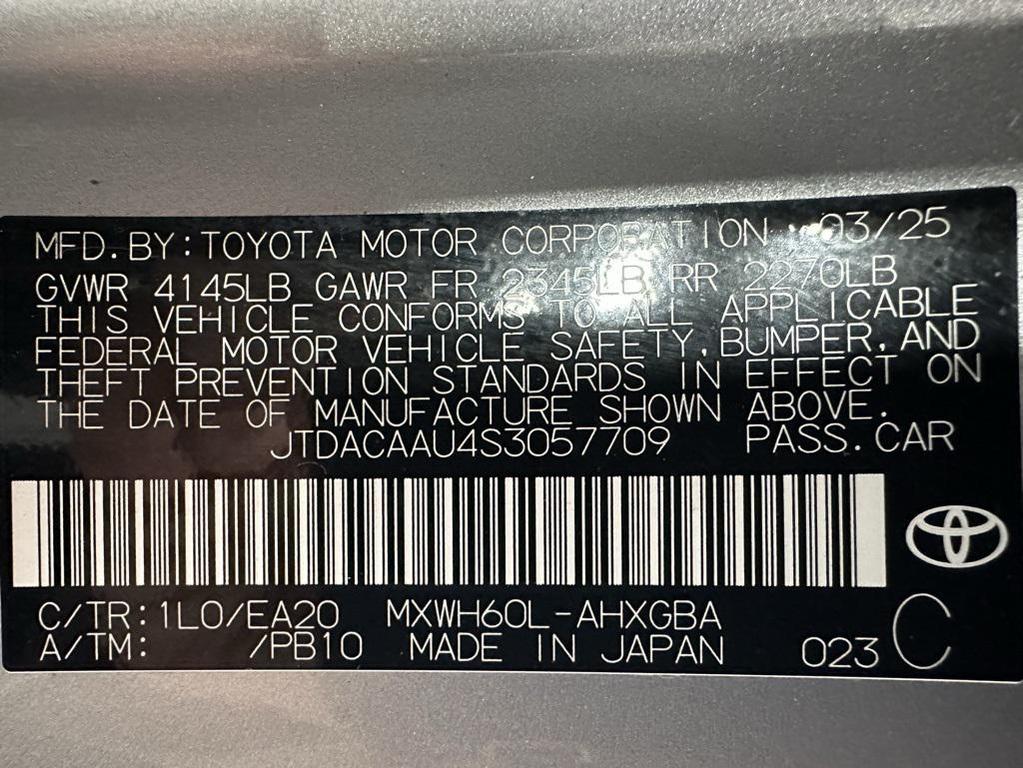 MFD. BY: TOYOTA MOTOR CORPORATION 03/25
GVWR 4145LB GAWR FR 2345LB RR 2270LB
THIS VEHICLE CONFORMS TO ALL APPLICABLE
FEDERAL MOTOR VEHICLE SAFETY, BUMPER, AND
THEFT PREVENTION STANDARDS IN EFFECT ON
THE DATE OF MANUFACTURE SHOWN ABOVE.
JTDACAAU4S3057709 PASS. CAR
C/TR: 1L0/EA20 MXWH60L-AHXGBA
A/TM: /PB10 MADE IN JAPAN 023 C